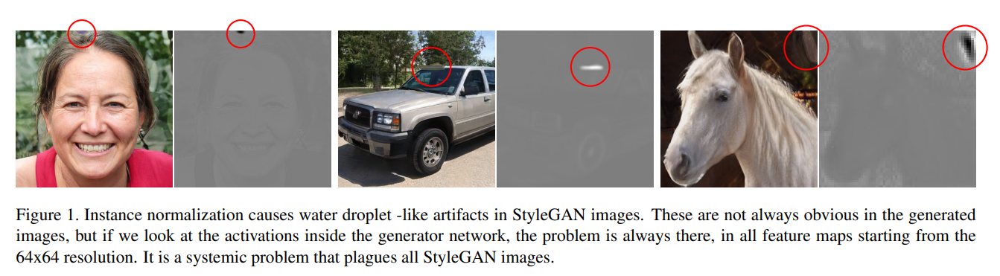 Figure 1. Instance normalization causes water droplet -like artifacts in StyleGAN images. These are not always obvious in the generated
images, but if we look at the activations inside the generator network, the problem is always there, in all feature maps starting from the
64x64 resolution. It is a systemic problem that plagues all StyleGAN images.